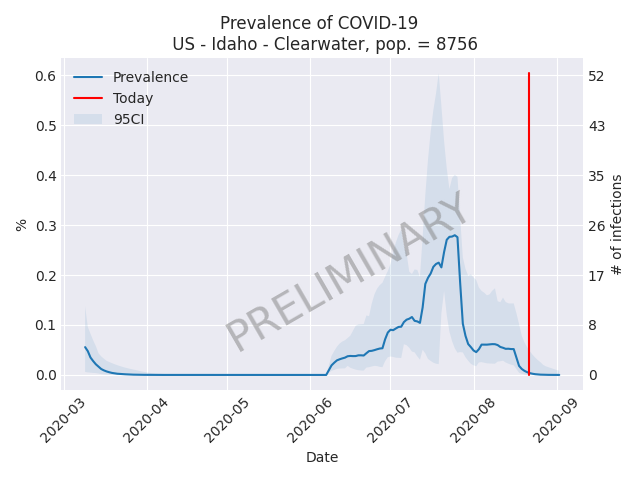 Prevalence of COVID-19
US - Idaho - Clearwater, pop. = 8756
Prevalence
Today
95CI
PRELIMINARY
%
0.6
0.5
0.4
0.3
0.2
0.1
0.0
52
43
35
26
17
8
0
# of infections
2020-03
2020-04
2020-05
2020-06
2020-07
2020-08
2020-09
Date